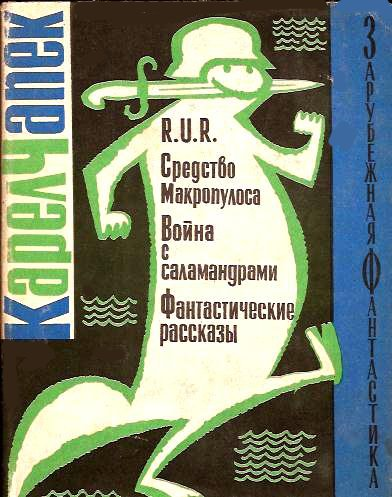 Карел Чапек
R.U.R.
Средство
Макропулоса
Война
с
саламандрами
Фантастические
рассказы
Зарубежная Фантастика